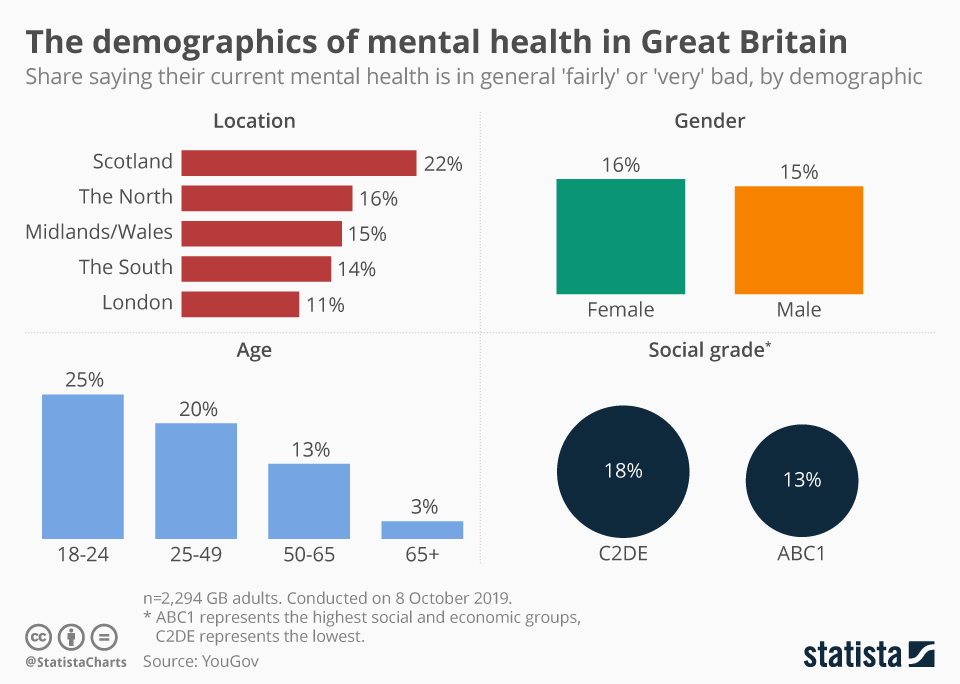 The demographics of mental health in Great Britain
Share saying their current mental health is in general 'fairly' or 'very' bad, by demographic
Location
Scotland 22%
The North 16%
Midlands/Wales 15%
The South 14%
London 11%
Gender
16% 15%
Female Male
Age
25% 20% 13% 3%
18-24 25-49 50-65 65+
Social grade*
18% 13%
C2DE ABC1
n=2,294 GB adults. Conducted on 8 October 2019.
* ABC1 represents the highest social and economic groups,
C2DE represents the lowest.
Source: YouGov
cc
@StatistaCharts
statista